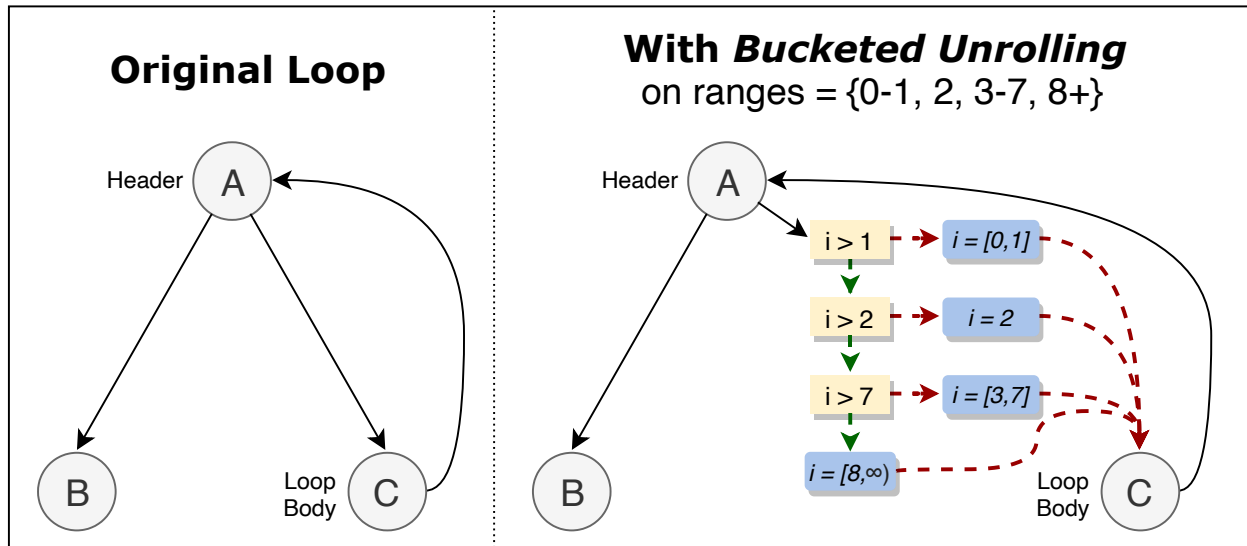 Original Loop
Header
A
B
Loop
Body
C
With Bucketed Unrolling
on ranges = {0-1, 2, 3-7, 8+}
Header
A
i > 1
i = [0,1]
i > 2
i = 2
i > 7
i = [3,7]
i = [8,∞)
B
Loop
Body
C